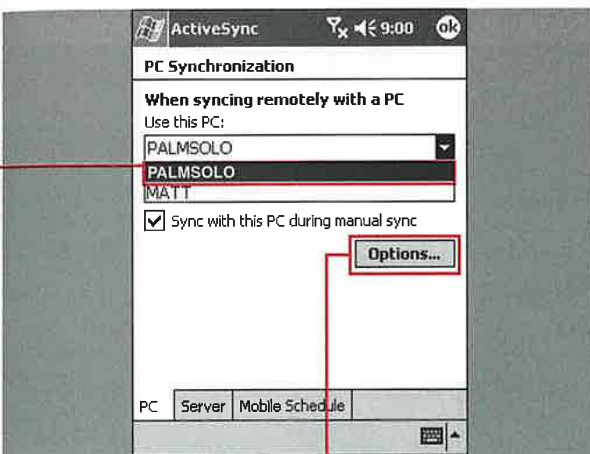 ActiveSync 9:00 ok
PC Synchronization
When syncing remotely with a PC
Use this PC:
PALMSOLO
PALMSOLO
MATT
Sync with this PC during manual sync
Options...
PC Server Mobile Schedule